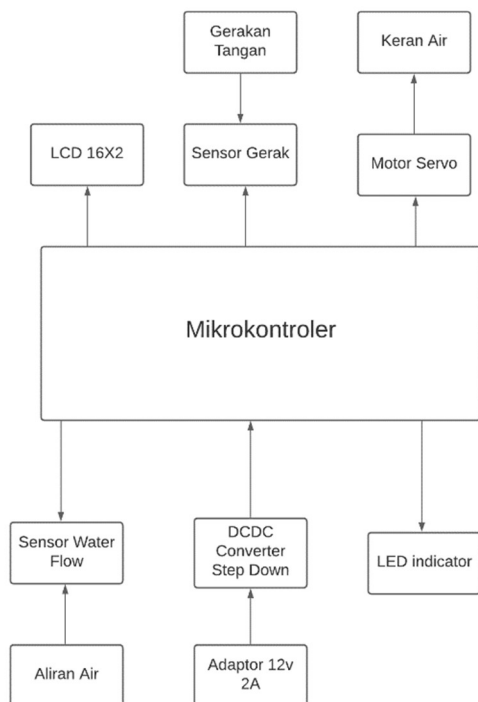 Gerakan
Tangan
Keran Air
LCD 16X2
Sensor Gerak
Motor Servo
Mikrokontroler
Sensor Water
Flow
DCDC
Converter
Step Down
LED indicator
Aliran Air
Adaptor 12v
2A